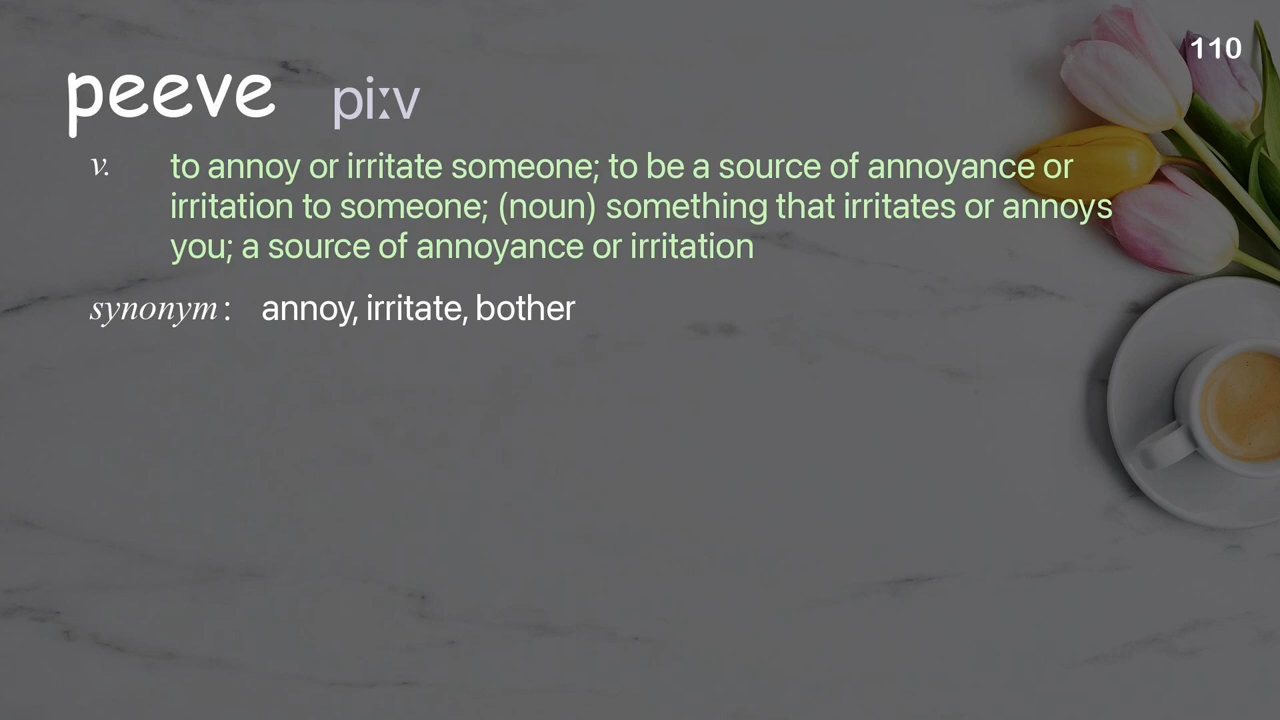 110
peeve piːv
v. to annoy or irritate someone; to be a source of annoyance or
irritation to someone; (noun) something that irritates or annoys
you; a source of annoyance or irritation
synonym: annoy, irritate, bother